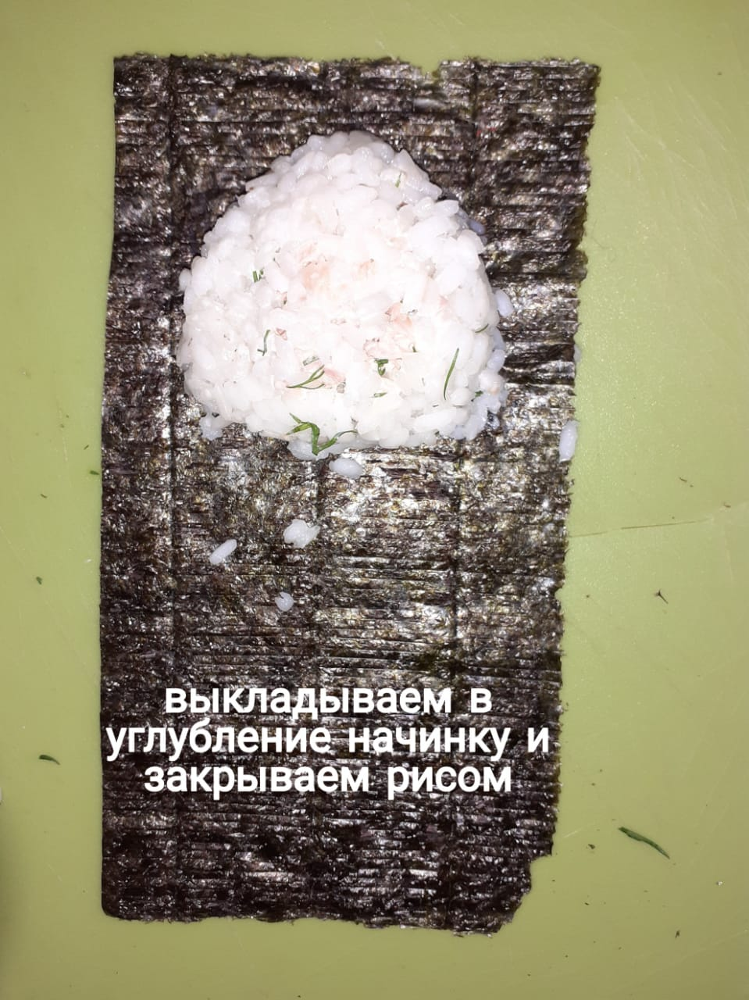 выкладываем в
углубление начинку и
закрываем рисом